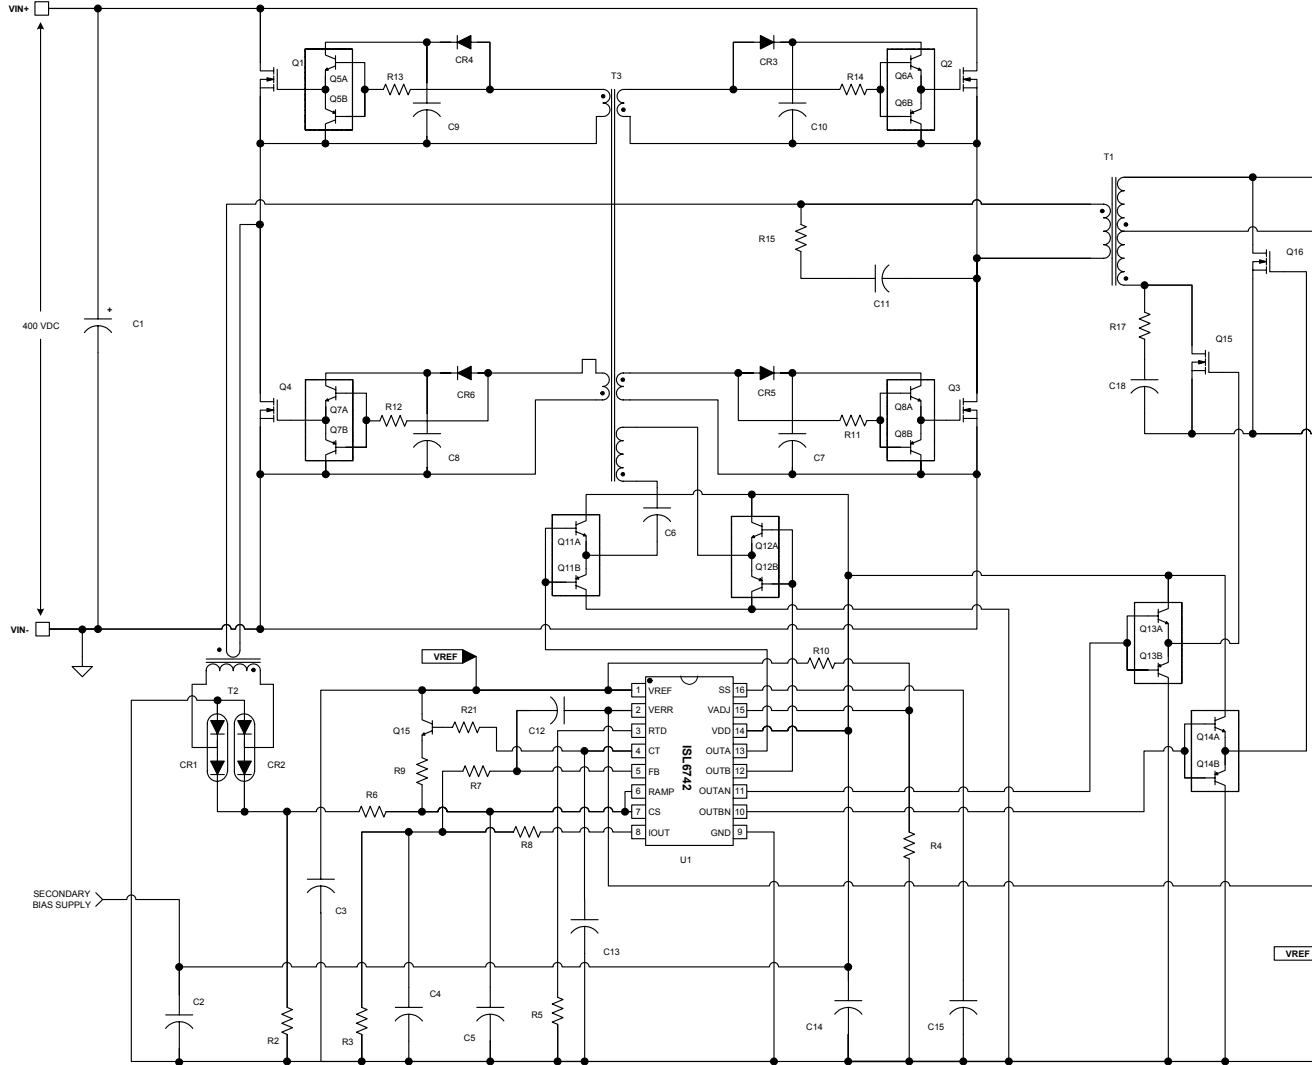 VIN+
Q1
Q5A
Q5B
R13
CR4
C9
T3
CR3
C10
R14
Q6A
Q6B
Q2
T1
R15
C11
Q16
400 VDC
+
C1
R17
Q15
C18
Q4
Q7A
Q7B
R12
CR6
C8
CR5
C7
R11
Q8A
Q8B
Q3
Q11A
Q11B
C6
Q12A
Q12B
VIN-
VREF
R10
Q13A
Q13B
T2
CR1
CR2
Q15
R21
R9
R7
C12
1 VREF
2 VERR
3 RTD
4 CT
5 FB
6 RAMP
7 CS
8 IOUT
ISL6742
SS 16
VADJ 15
VDD 14
OUTA 13
OUTB 12
OUTAN 11
OUTBN 10
GND 9
U1
Q14A
Q14B
R6
R8
R4
SECONDARY
BIAS SUPPLY
C3
C13
VREF
C2
R2
R3
C4
C5
R5
C14
C15